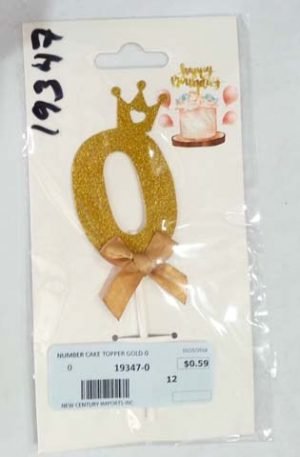 19347
happy
Birthday
0
NUMBER CAKE TOPPER GOLD-0
0 19347-0 $0.59
12
NEW CENTURY IMPORTS INC